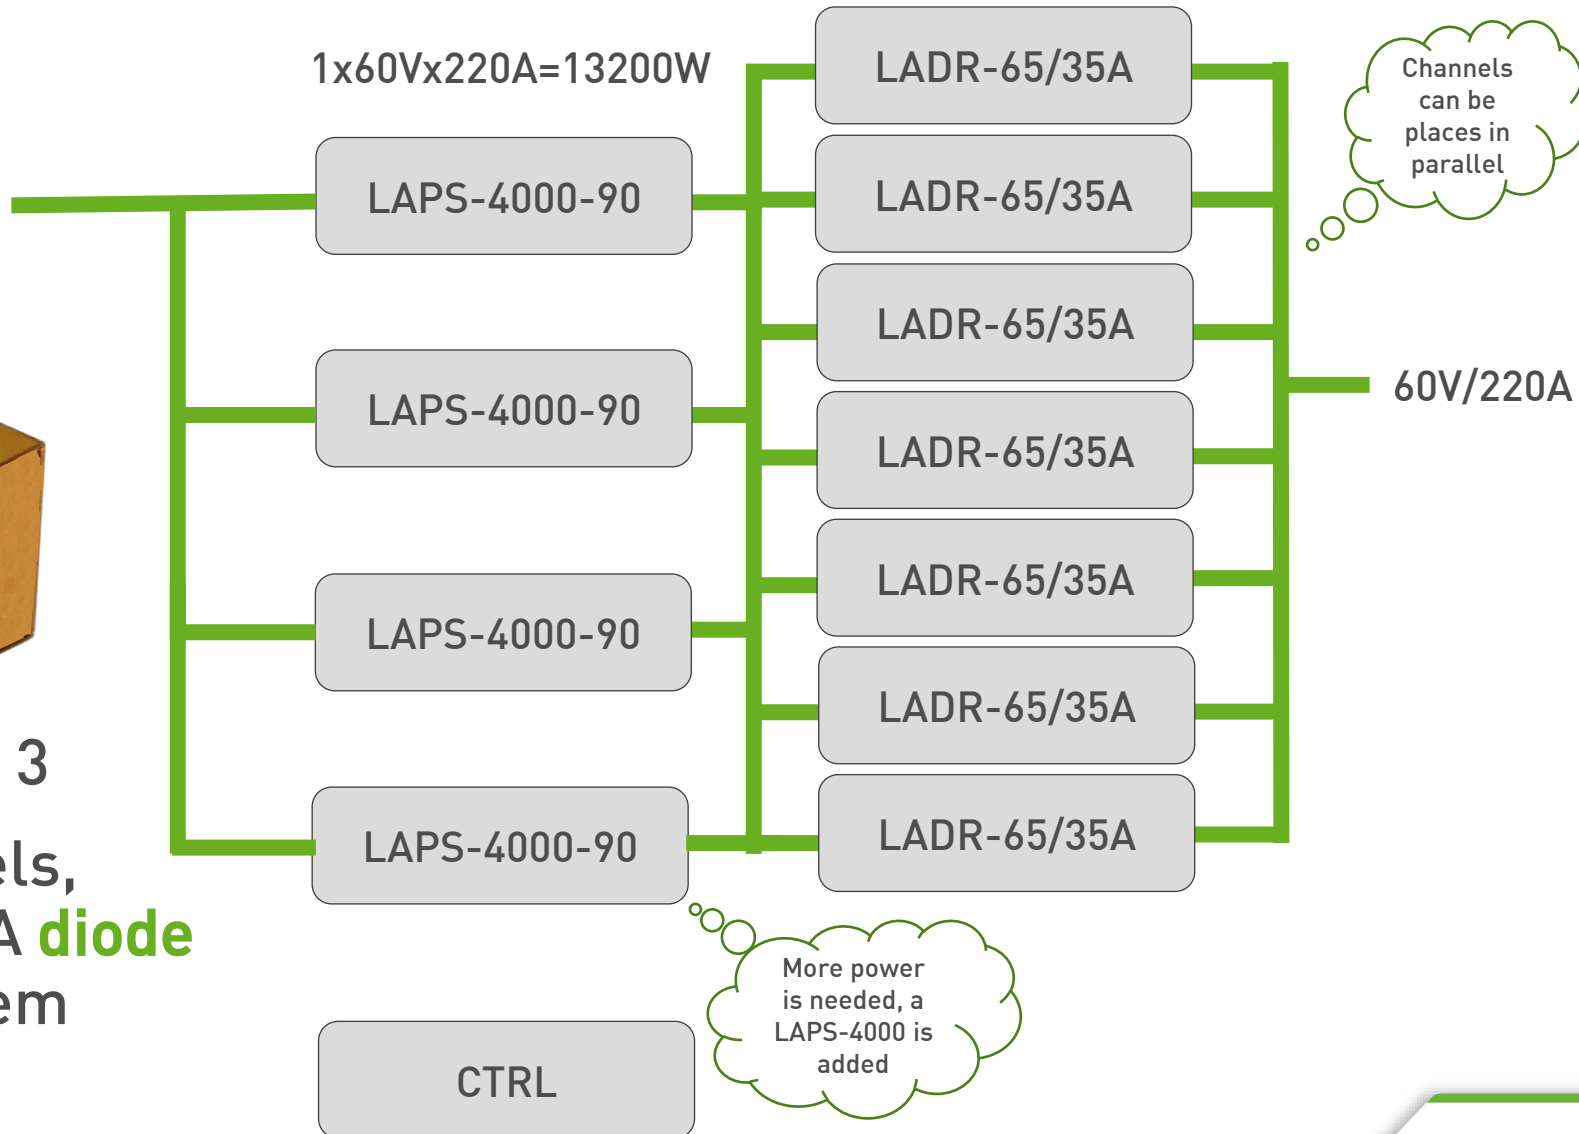 1x60Vx220A=13200W
LADR-65/35A
LADR-65/35A
LADR-65/35A
LADR-65/35A
LADR-65/35A
LADR-65/35A
LADR-65/35A
LAPS-4000-90
LAPS-4000-90
LAPS-4000-90
LAPS-4000-90
CTRL
Channels
can be
places in
parallel
60V/220A
More power
is needed, a
LAPS-4000 is
added
3
els,
A diode
em